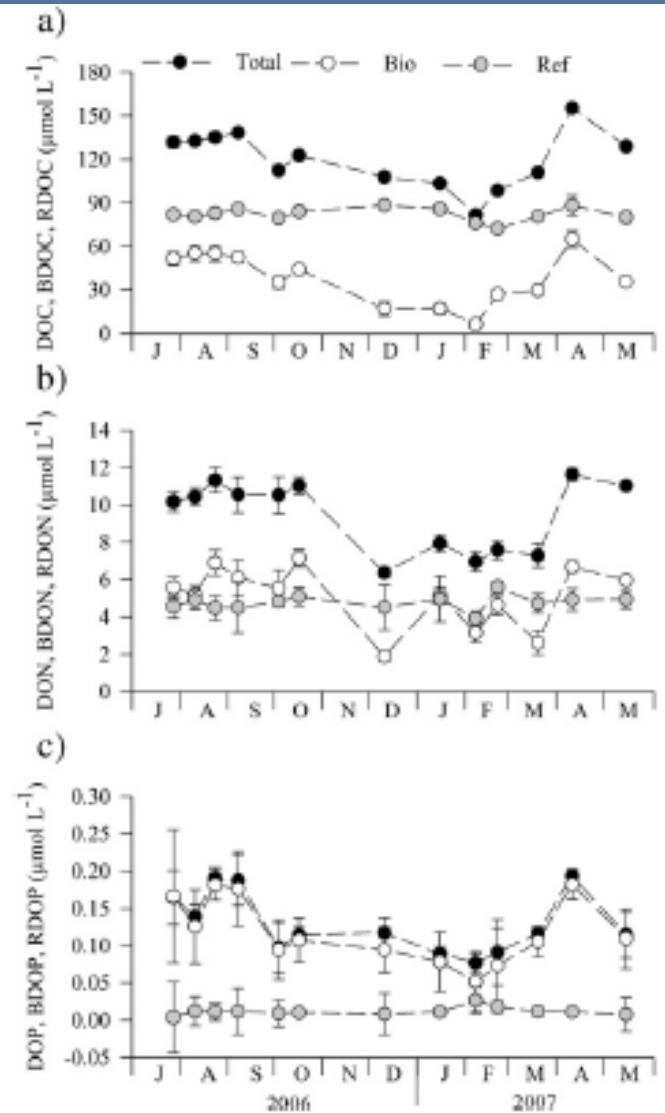 a)
Total Bio Ref
DOC, BDOC, RDOC (µmol L-1)
180
150
120
90
60
30
0
J A S O N D J F M A M
b)
DON, BDON, RDON (µmol L-1)
14
12
10
8
6
4
2
0
J A S O N D J F M A M
c)
DOP, BDOP, RDOP (µmol L-1)
0.30
0.25
0.20
0.15
0.10
0.05
0.00
-0.05
J A S O N D J F M A M
2006 2007